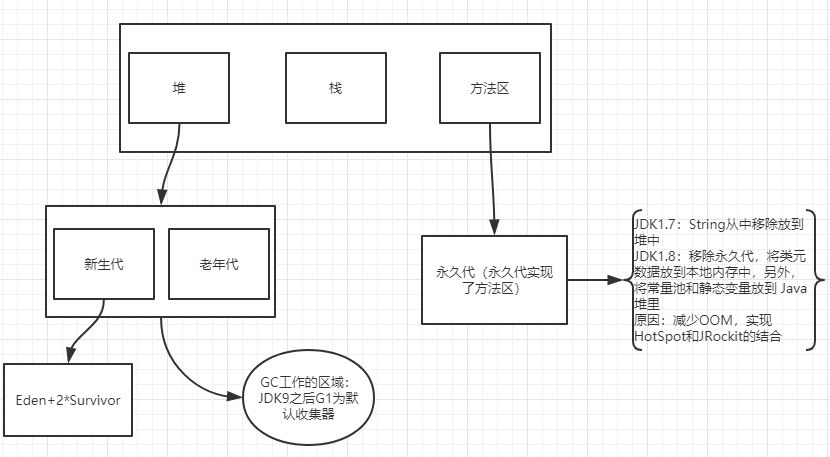 堆
栈
方法区
新生代
老年代
永久代（永久代实现
了方法区）
JDK1.7：String从中移除放到
堆中
JDK1.8：移除永久代，将类元
数据放到本地内存中，另外，
将常量池和静态变量放到 Java
堆里
原因：减少OOM，实现
HotSpot和JRockit的结合
Eden+2*Survivor
GC工作的区域：
JDK9之后G1为默
认收集器